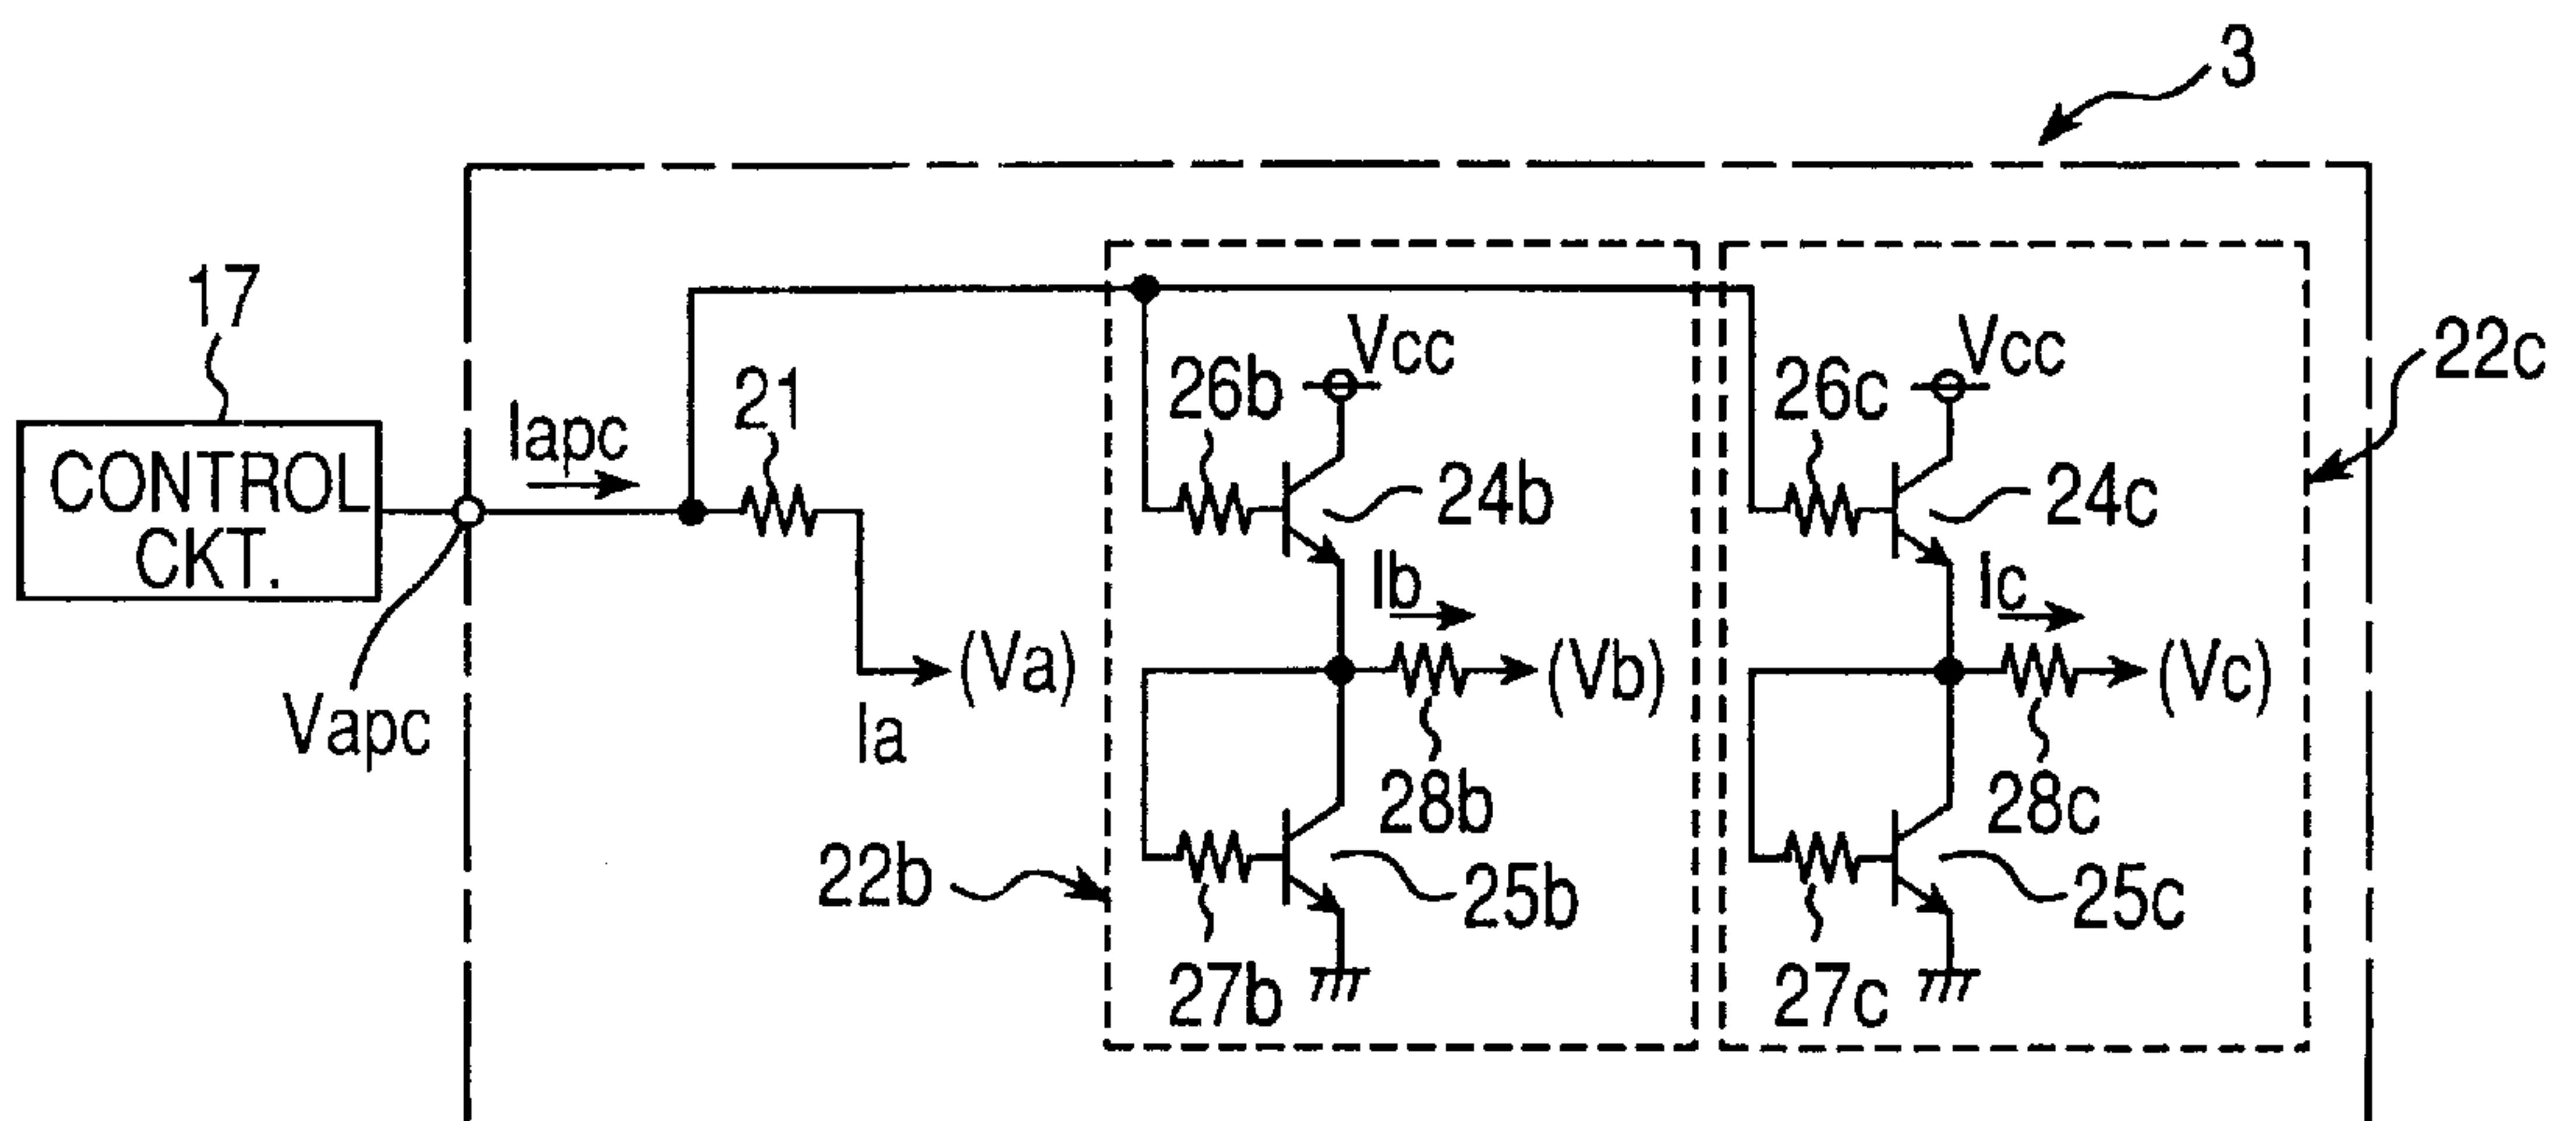 3
17
CONTROL
CKT.
Vapc
Iapc
21
Ia
(Va)
22b
26b
Vcc
24b
Ib
(Vb)
28b
25b
27b
26c
Vcc
24c
Ic
(Vc)
28c
25c
27c
22c